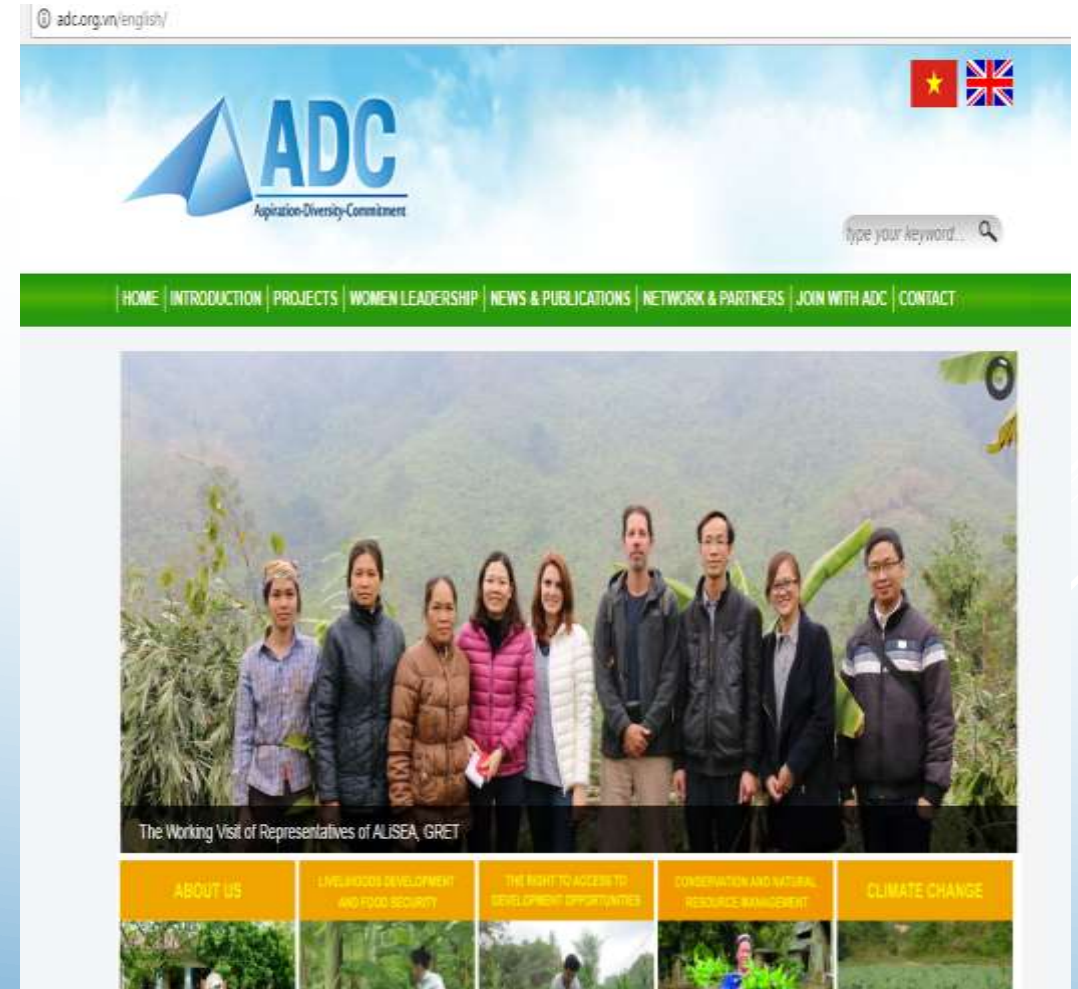 adc.org.vn/english/
ADC
Aspiration-Diversity-Commitment
type your keyword...
HOME INTRODUCTION PROJECTS WOMEN LEADERSHIP NEWS & PUBLICATIONS NETWORK & PARTNERS JOIN WITH ADC CONTACT
The Working Visit of Representatives of ALiSEA, GRET
ABOUT US
LIVELIHOODS DEVELOPMENT
AND FOOD SECURITY
THE RIGHT TO ACCESS TO
DEVELOPMENT OPPORTUNITIES
CONSERVATION AND NATURAL
RESOURCE MANAGEMENT
CLIMATE CHANGE